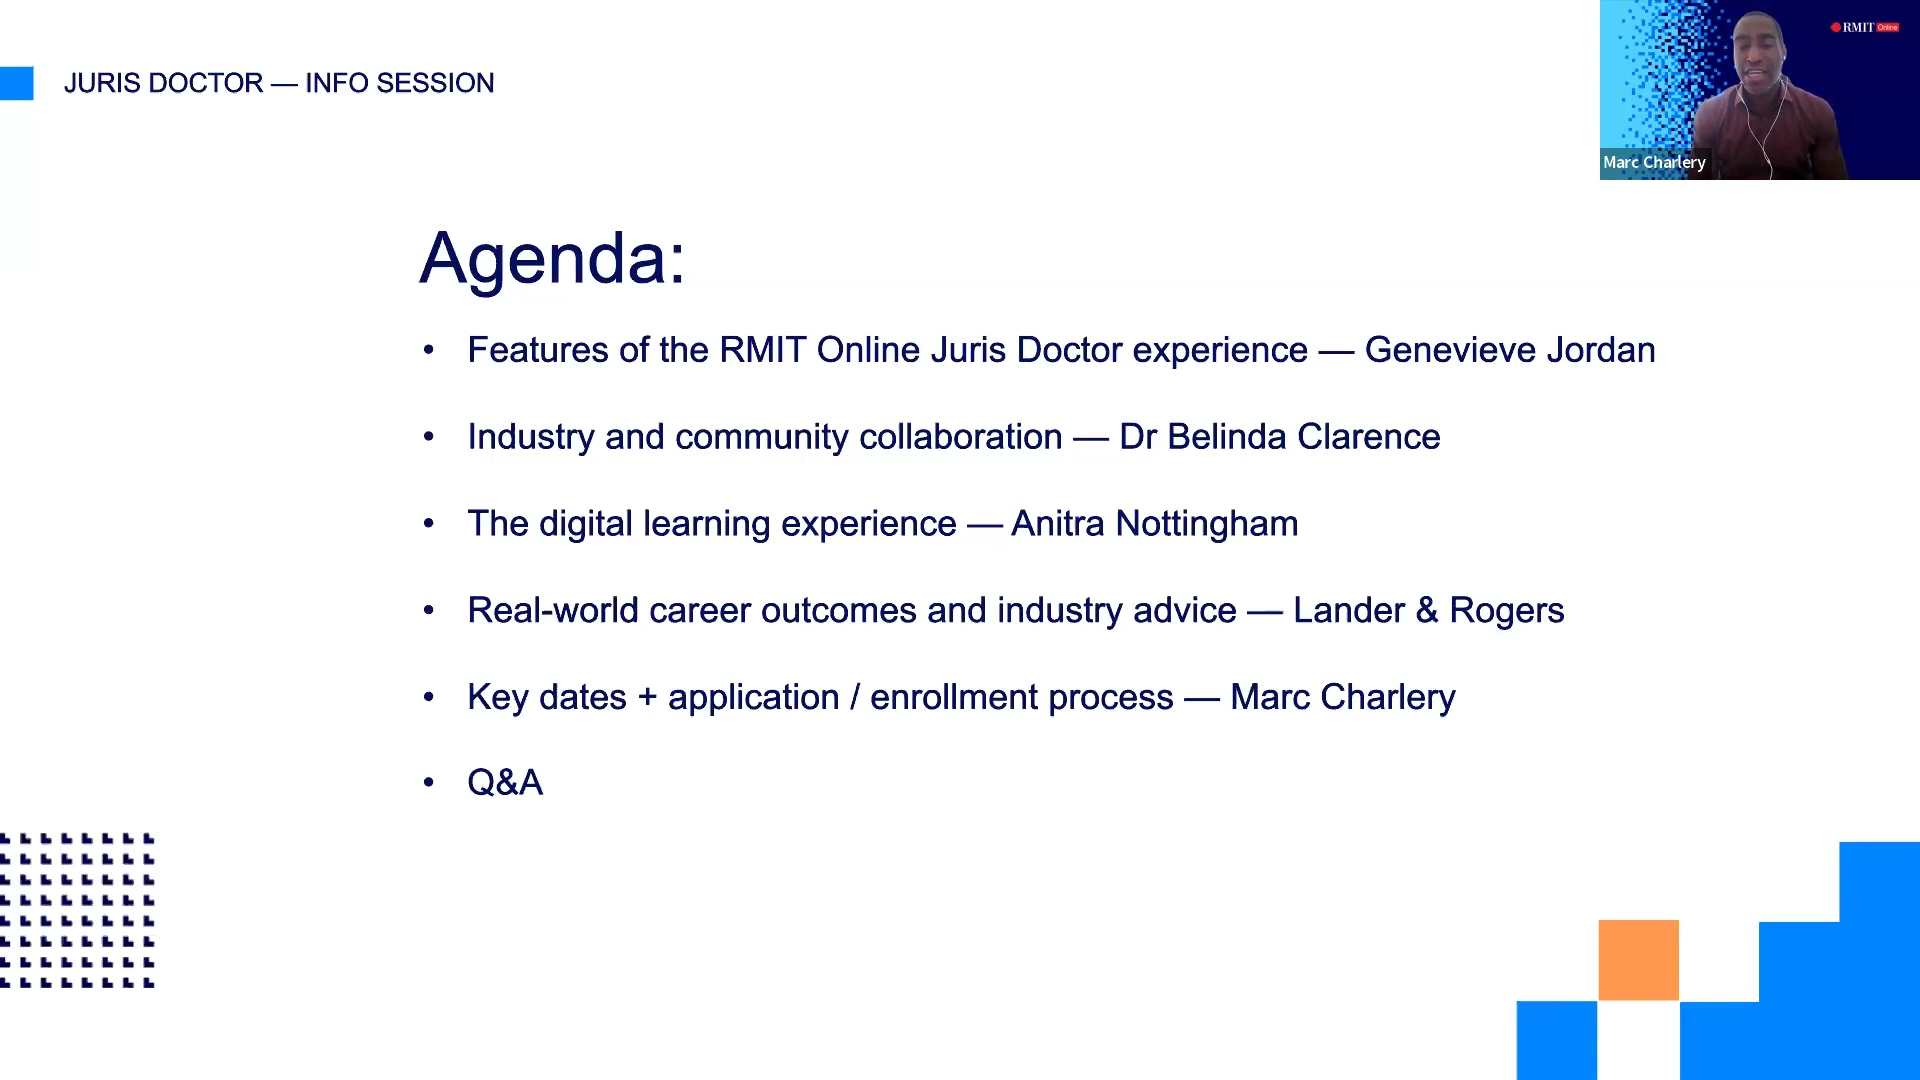 RMIT Online
JURIS DOCTOR — INFO SESSION
Marc Charlery
Agenda:
• Features of the RMIT Online Juris Doctor experience — Genevieve Jordan
• Industry and community collaboration — Dr Belinda Clarence
• The digital learning experience — Anitra Nottingham
• Real-world career outcomes and industry advice — Lander & Rogers
• Key dates + application / enrollment process — Marc Charlery
• Q&A